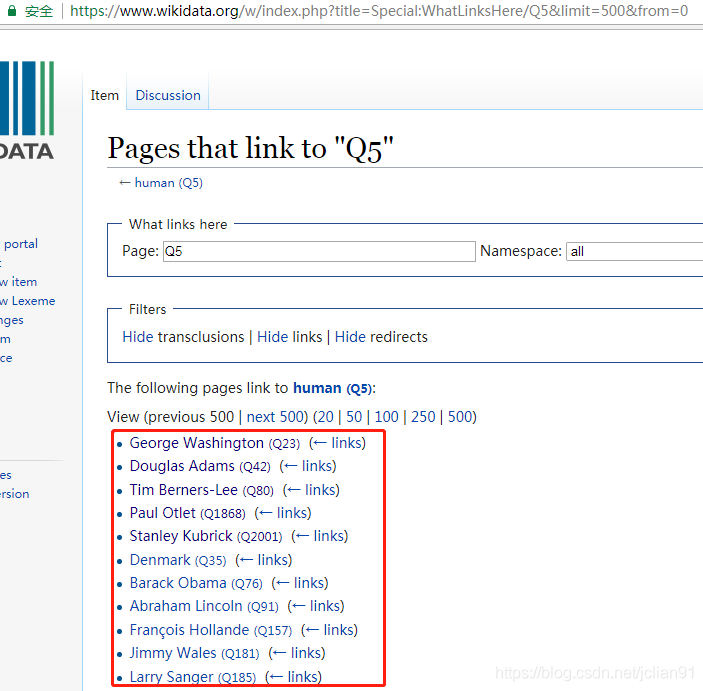 安全 https://www.wikidata.org/w/index.php?title=Special:WhatLinksHere/Q5&limit=500&from=0
DATA
Item Discussion
Pages that link to "Q5"
← human (Q5)
What links here
Page: Q5 Namespace: all
portal
Filters
w item
w Lexeme
nges
Hide transclusions | Hide links | Hide redirects
m
ce
The following pages link to human (Q5):
View (previous 500 | next 500) (20 | 50 | 100 | 250 | 500)
• George Washington (Q23) (← links)
• Douglas Adams (Q42) (← links)
es
• Tim Berners-Lee (Q80) (← links)
ersion
• Paul Otlet (Q1868) (← links)
• Stanley Kubrick (Q2001) (← links)
• Denmark (Q35) (← links)
• Barack Obama (Q76) (← links)
• Abraham Lincoln (Q91) (← links)
• François Hollande (Q157) (← links)
• Jimmy Wales (Q181) (← links)
• Larry Sanger (Q185) (← links)
https://blog.csdn.net/jclian91